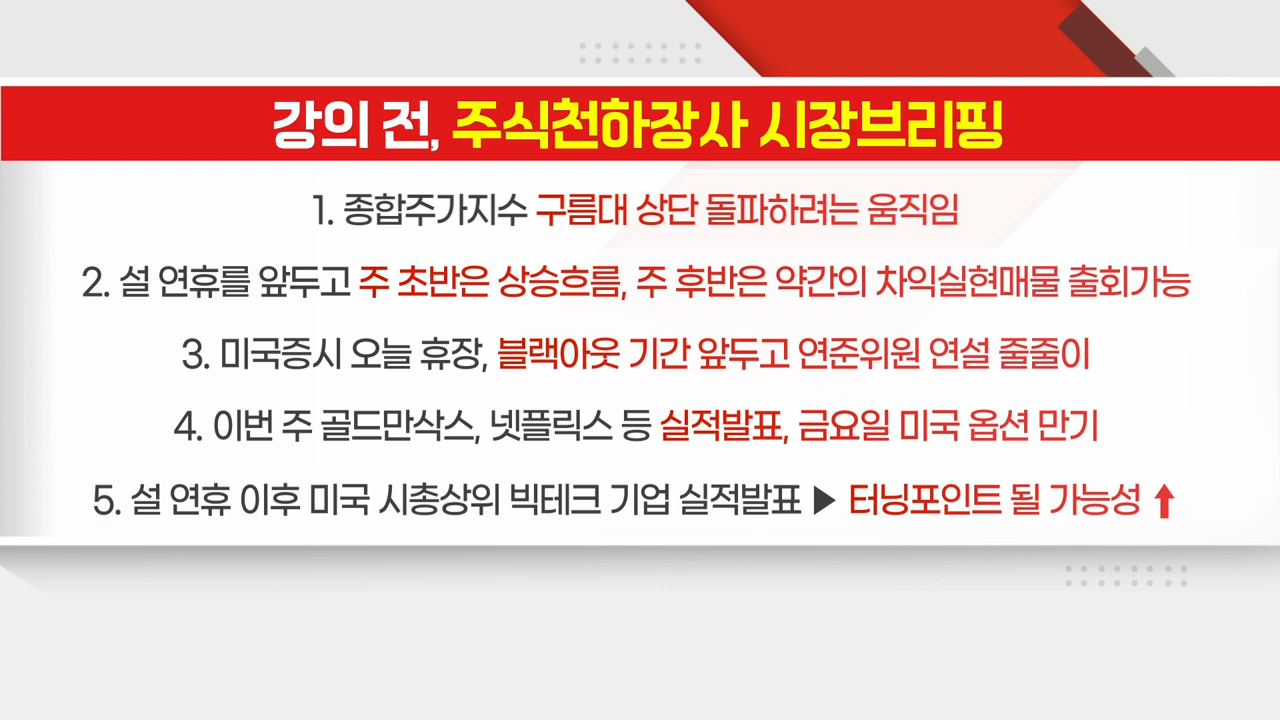 강의 전, 주식천하장사 시장브리핑
1. 종합주가지수 구름대 상단 돌파하려는 움직임
2. 설 연휴를 앞두고 주 초반은 상승흐름, 주 후반은 약간의 차익실현매물 출회가능
3. 미국증시 오늘 휴장, 블랙아웃 기간 앞두고 연준위원 연설 줄줄이
4. 이번 주 골드만삭스, 넷플릭스 등 실적발표, 금요일 미국 옵션 만기
5. 설 연휴 이후 미국 시총상위 빅테크 기업 실적발표 ▶ 터닝포인트 될 가능성 ⬆